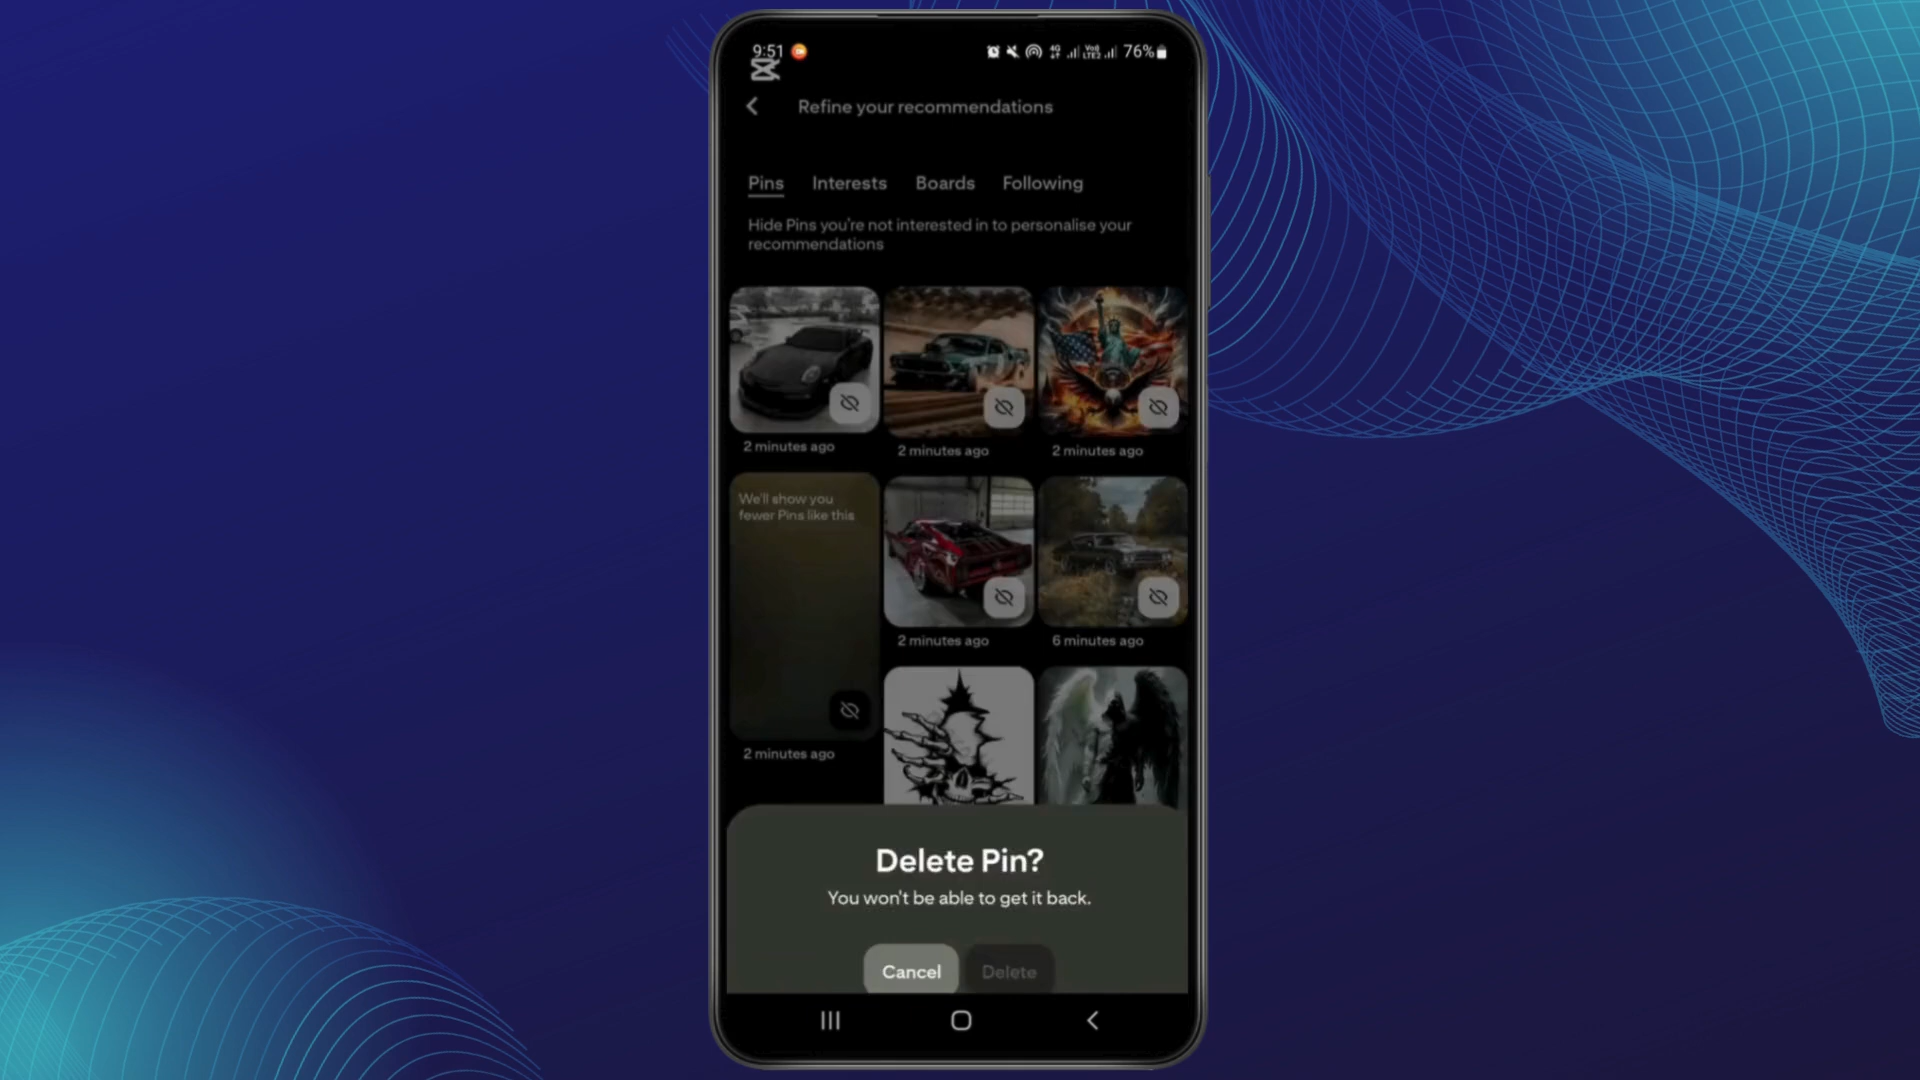 9:51
4G
Vo))
LTE2
76%
Refine your recommendations
Pins
Interests
Boards
Following
Hide Pins you're not interested in to personalise your
recommendations
2 minutes ago
2 minutes ago
2 minutes ago
We'll show you
fewer Pins like this
2 minutes ago
6 minutes ago
2 minutes ago
Delete Pin?
You won't be able to get it back.
Cancel
Delete